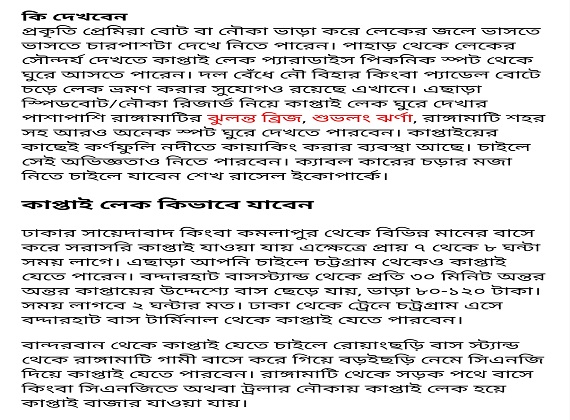 কি দেখবেন
প্রকৃতি প্রেমিরা বোট বা নৌকা ভাড়া করে লেকের জলে ভাসতে
ভাসতে চারপাশটা দেখে নিতে পারেন। পাহাড় থেকে লেকের
সৌন্দর্য দেখতে কাপ্তাই লেক প্যারাডাইস পিকনিক স্পট থেকে
ঘুরে আসতে পারেন। দল বেঁধে নৌ বিহার কিংবা প্যাডেল বোটে
চড়ে লেক ভ্রমণ করার সুযোগও রয়েছে এখানে। এছাড়া
স্পিডবোট/নৌকা রিজার্ভ নিয়ে কাপ্তাই লেক ঘুরে দেখার
পাশাপাশি রাঙ্গামাটির ঝুলন্ত ব্রিজ, শুভলং ঝর্ণা, রাঙ্গামাটি শহর
সহ আরও অনেক স্পট ঘুরে দেখতে পারবেন। কাপ্তাইয়ের
কাছেই কর্ণফুলি নদীতে কায়াকিং করার ব্যবস্থা আছে। চাইলে
সেই অভিজ্ঞতাও নিতে পারবেন। ক্যাবল কারের চড়ার মজা
নিতে চাইলে যাবেন শেখ রাসেল ইকোপার্কে।
কাপ্তাই লেক কিভাবে যাবেন
ঢাকার সায়েদাবাদ কিংবা কমলাপুর থেকে বিভিন্ন মানের বাসে
করে সরাসরি কাপ্তাই যাওয়া যায় এক্ষেত্রে প্রায় ৭ থেকে ৮ ঘন্টা
সময় লাগে। এছাড়া আপনি চাইলে চট্টগ্রাম থেকেও কাপ্তাই
যেতে পারেন। বদ্দারহাট বাসস্ট্যান্ড থেকে প্রতি ৩০ মিনিট অন্তর
অন্তর কাপ্তায়ের উদ্দেশ্যে বাস ছেড়ে যায়, ভাড়া ৮০-১২০ টাকা।
সময় লাগবে ২ ঘন্টার মত। ঢাকা থেকে ট্রেনে চট্রগ্রাম এসে
বদ্দারহাট বাস টার্মিনাল থেকে কাপ্তাই যেতে পারবেন।
বান্দরবান থেকে কাপ্তাই যেতে চাইলে রোয়াংছড়ি বাস স্ট্যান্ড
থেকে রাঙ্গামাটি গামী বাসে করে গিয়ে বড়ইছড়ি নেমে সিএনজি
দিয়ে কাপ্তাই যেতে পারবেন। রাঙ্গামাটি থেকে সড়ক পথে বাসে
কিংবা সিএনজিতে অথবা ট্রলার নৌকায় কাপ্তাই লেক হয়ে
কাপ্তাই বাজার যাওয়া যায়।